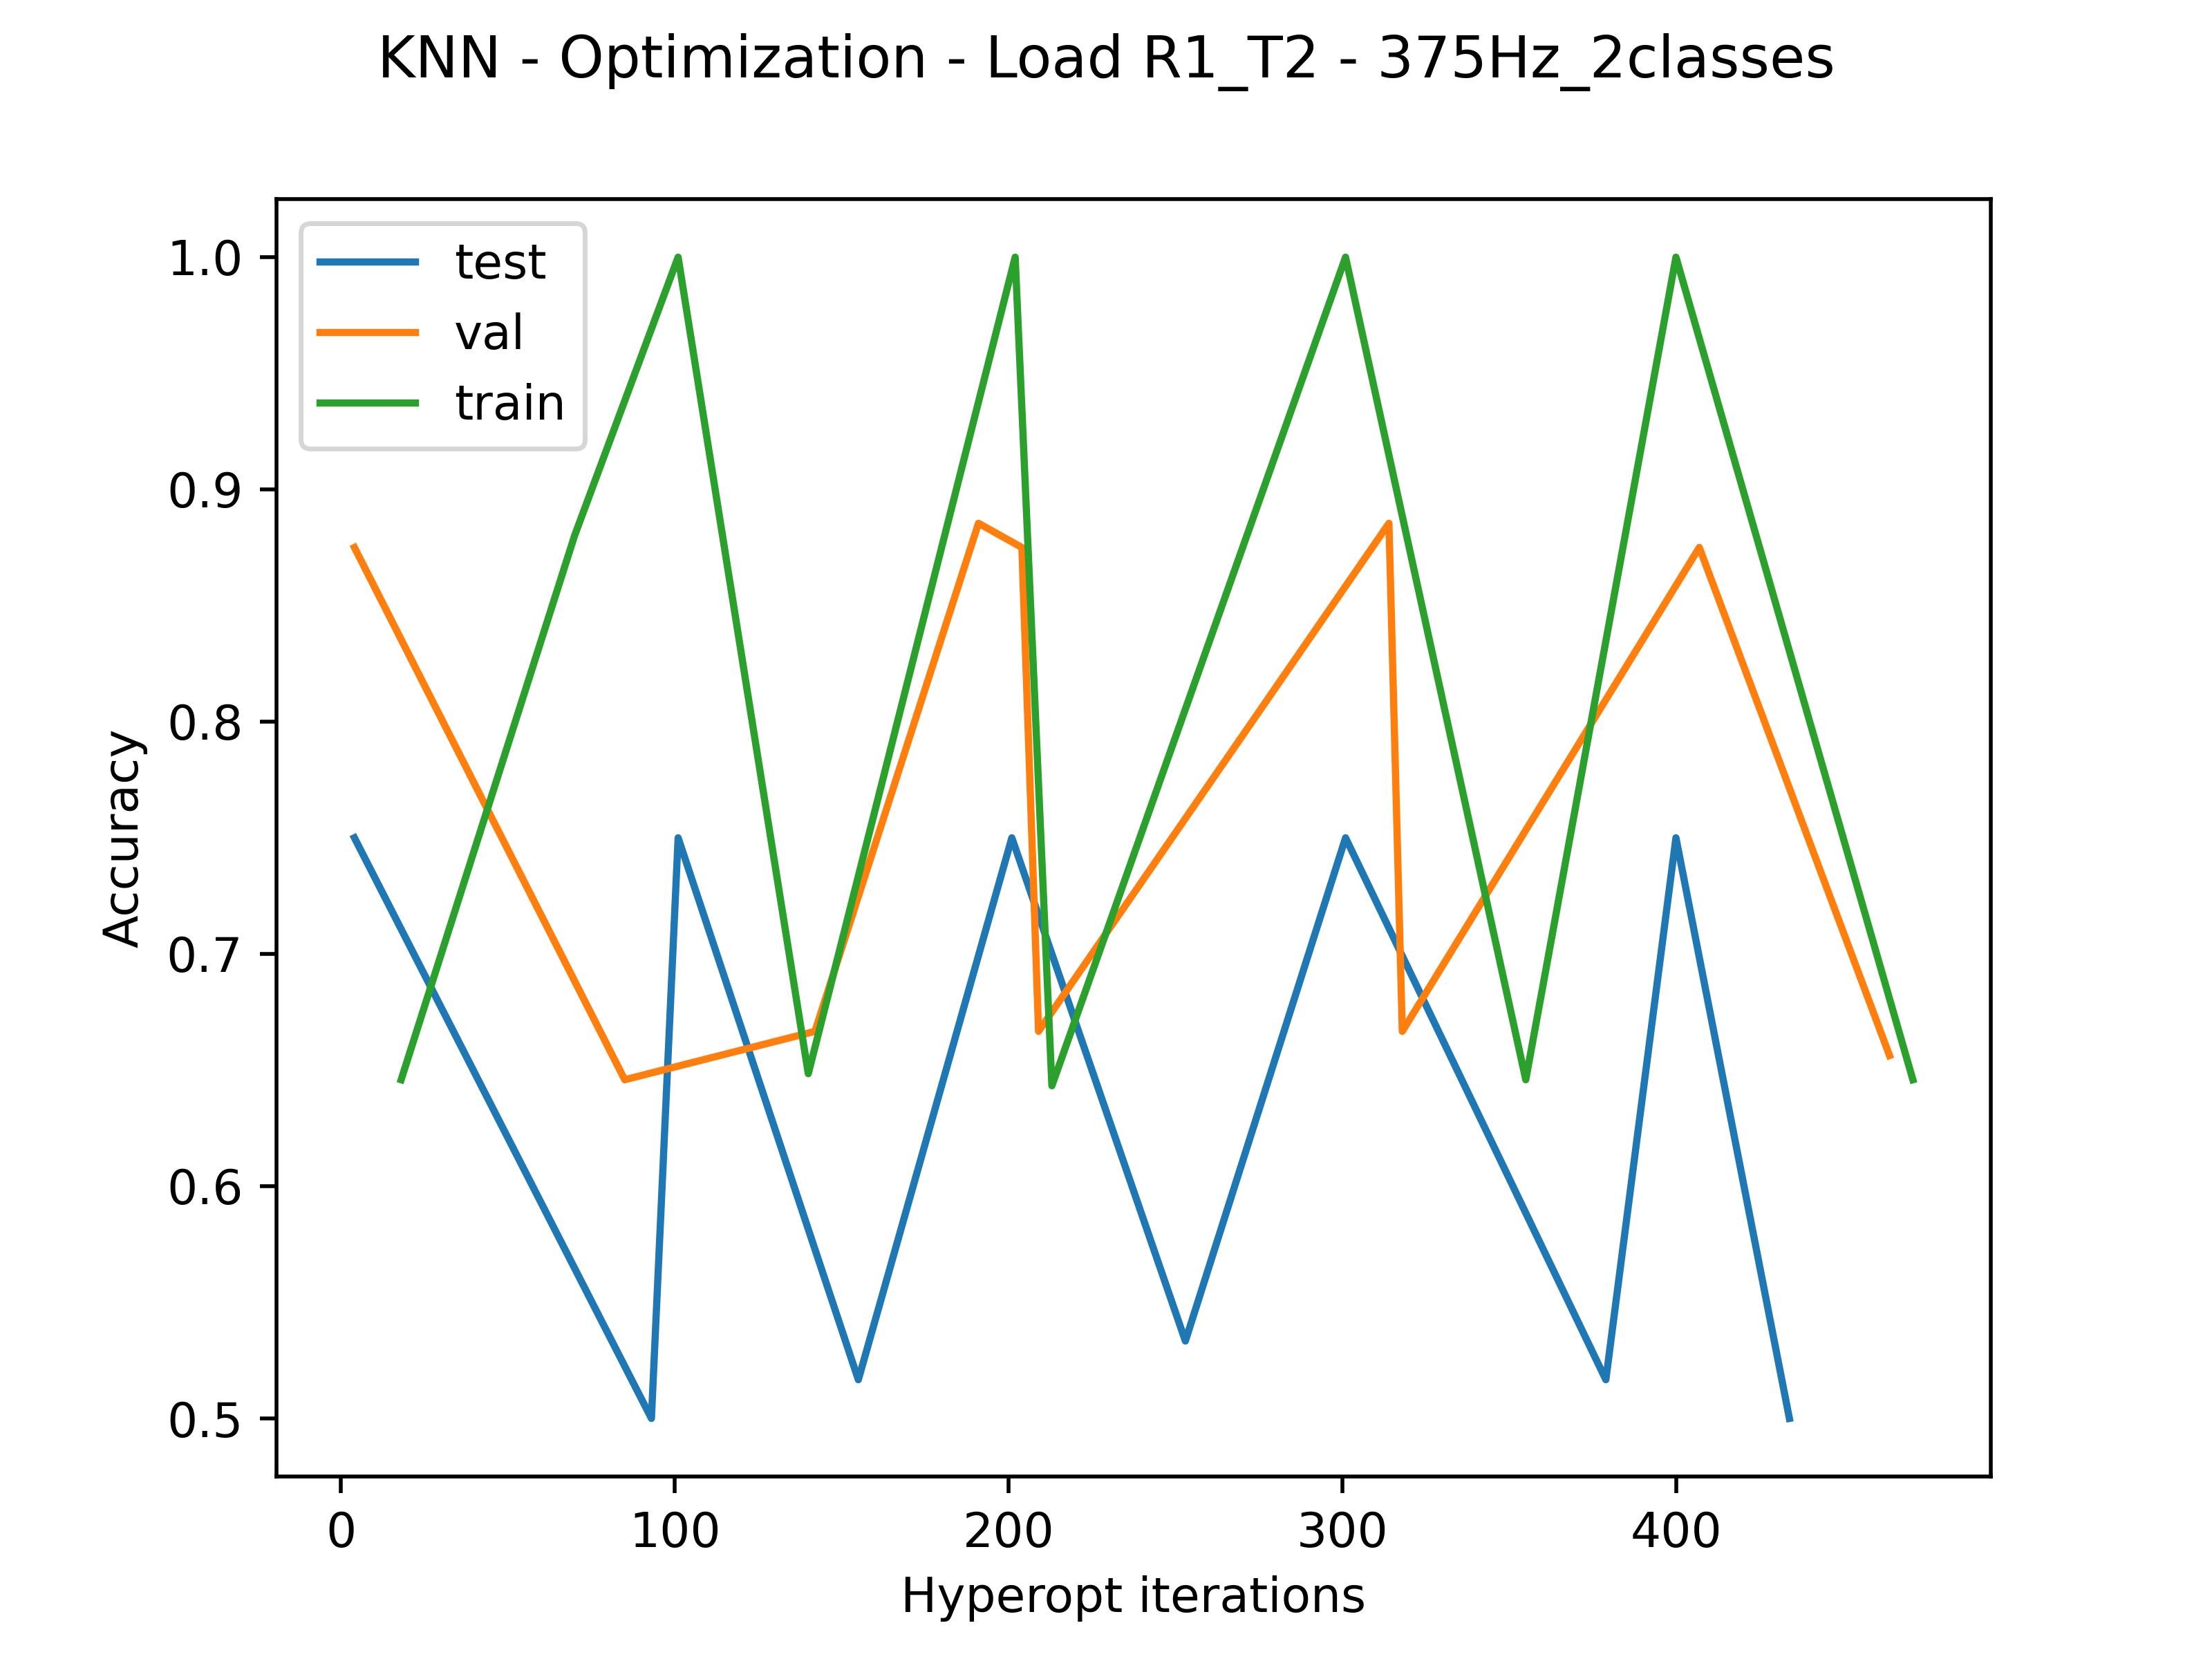 KNN - Optimization - Load R1_T2 - 375Hz_2classes
test
val
train
1.0
0.9
0.8
0.7
0.6
0.5
Accuracy
0 100 200 300 400
Hyperopt iterations